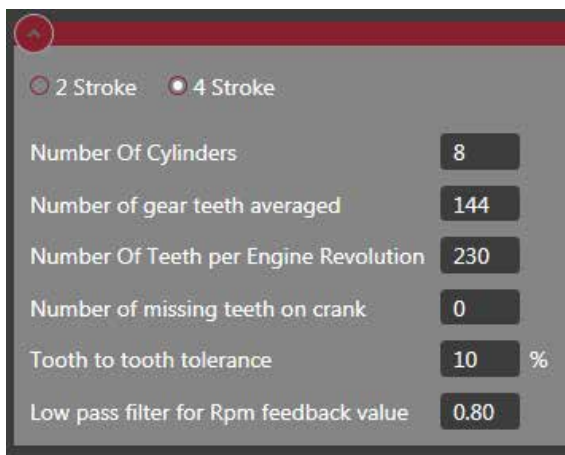 2 Stroke 4 Stroke
Number Of Cylinders 8
Number of gear teeth averaged 144
Number Of Teeth per Engine Revolution 230
Number of missing teeth on crank 0
Tooth to tooth tolerance 10 %
Low pass filter for Rpm feedback value 0.80